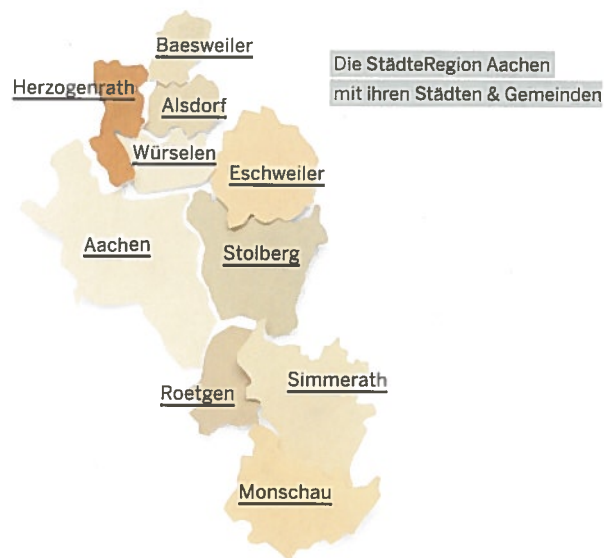 Baesweiler
Die StädteRegion Aachen
Herzogenrath
mit ihren Städten & Gemeinden
Alsdorf
Würselen
Eschweiler
Aachen
Stolberg
Simmerath
Roetgen
Monschau